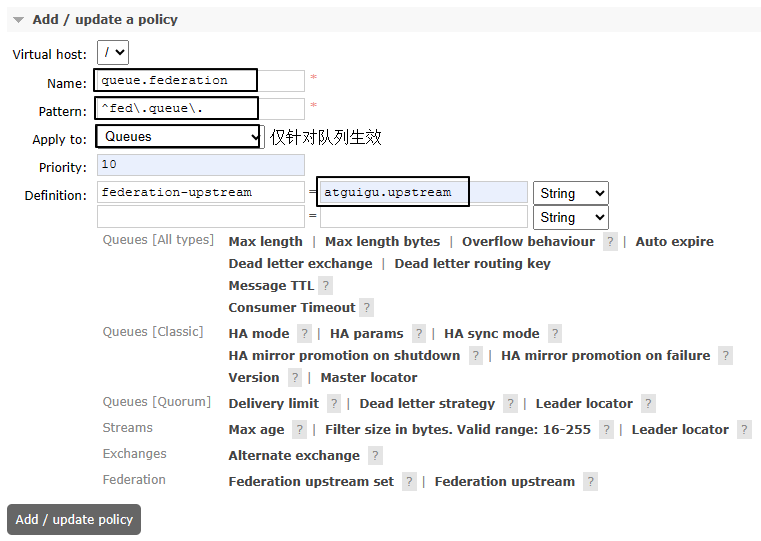 Add / update a policy
Virtual host: /
Name: queue.federation *
Pattern: ^fed\.queue\. *
Apply to: Queues 仅针对队列生效
Priority: 10
Definition: federation-upstream = atguigu.upstream String
= String
Queues [All types] Max length | Max length bytes | Overflow behaviour ? | Auto expire
Dead letter exchange | Dead letter routing key
Message TTL ?
Consumer Timeout ?
Queues [Classic] HA mode ? | HA params ? | HA sync mode ?
HA mirror promotion on shutdown ? | HA mirror promotion on failure ?
Version ? | Master locator
Queues [Quorum] Delivery limit ? | Dead letter strategy ? | Leader locator ?
Streams Max age ? | Filter size in bytes. Valid range: 16-255 ? | Leader locator ?
Exchanges Alternate exchange ?
Federation Federation upstream set ? | Federation upstream ?
Add / update policy